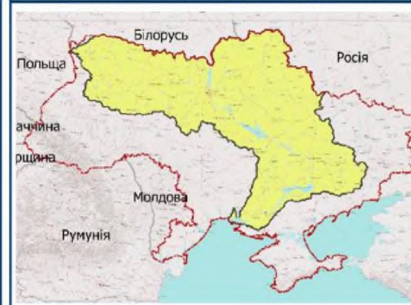 Білорусь
Росія
Польща
аччина
рщина
Молдова
Румунія